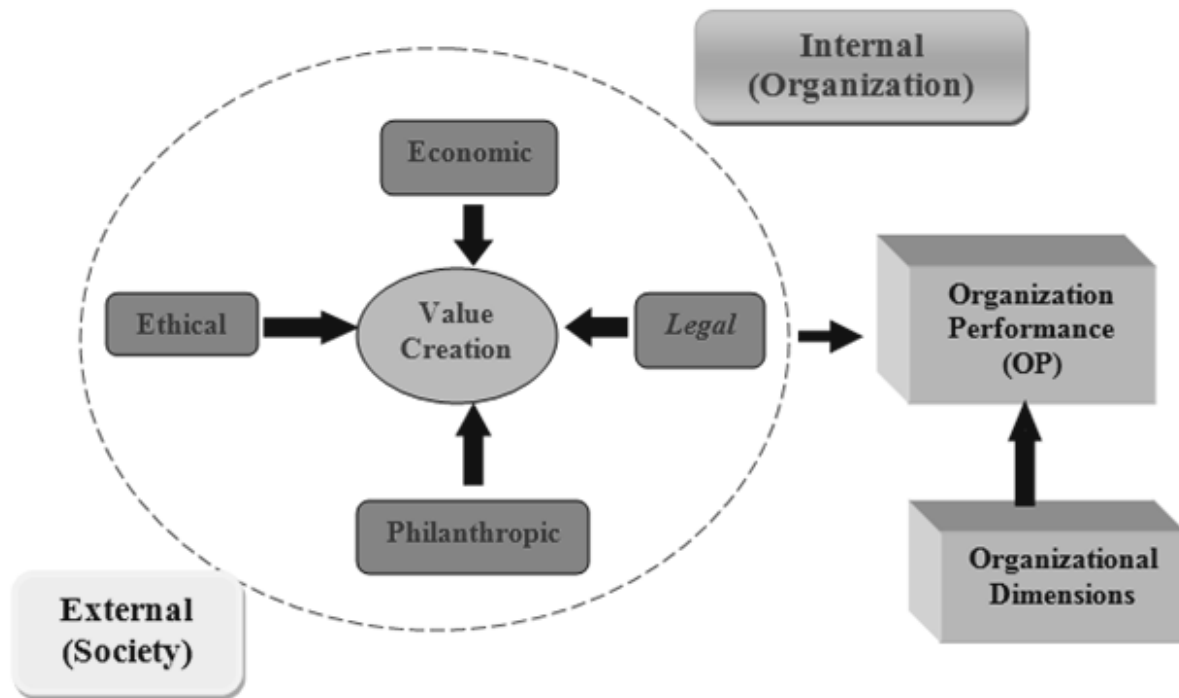 Internal
(Organization)
Economic
Ethical
Value
Creation
Legal
Organization
Performance
(OP)
Philanthropic
Organizational
Dimensions
External
(Society)